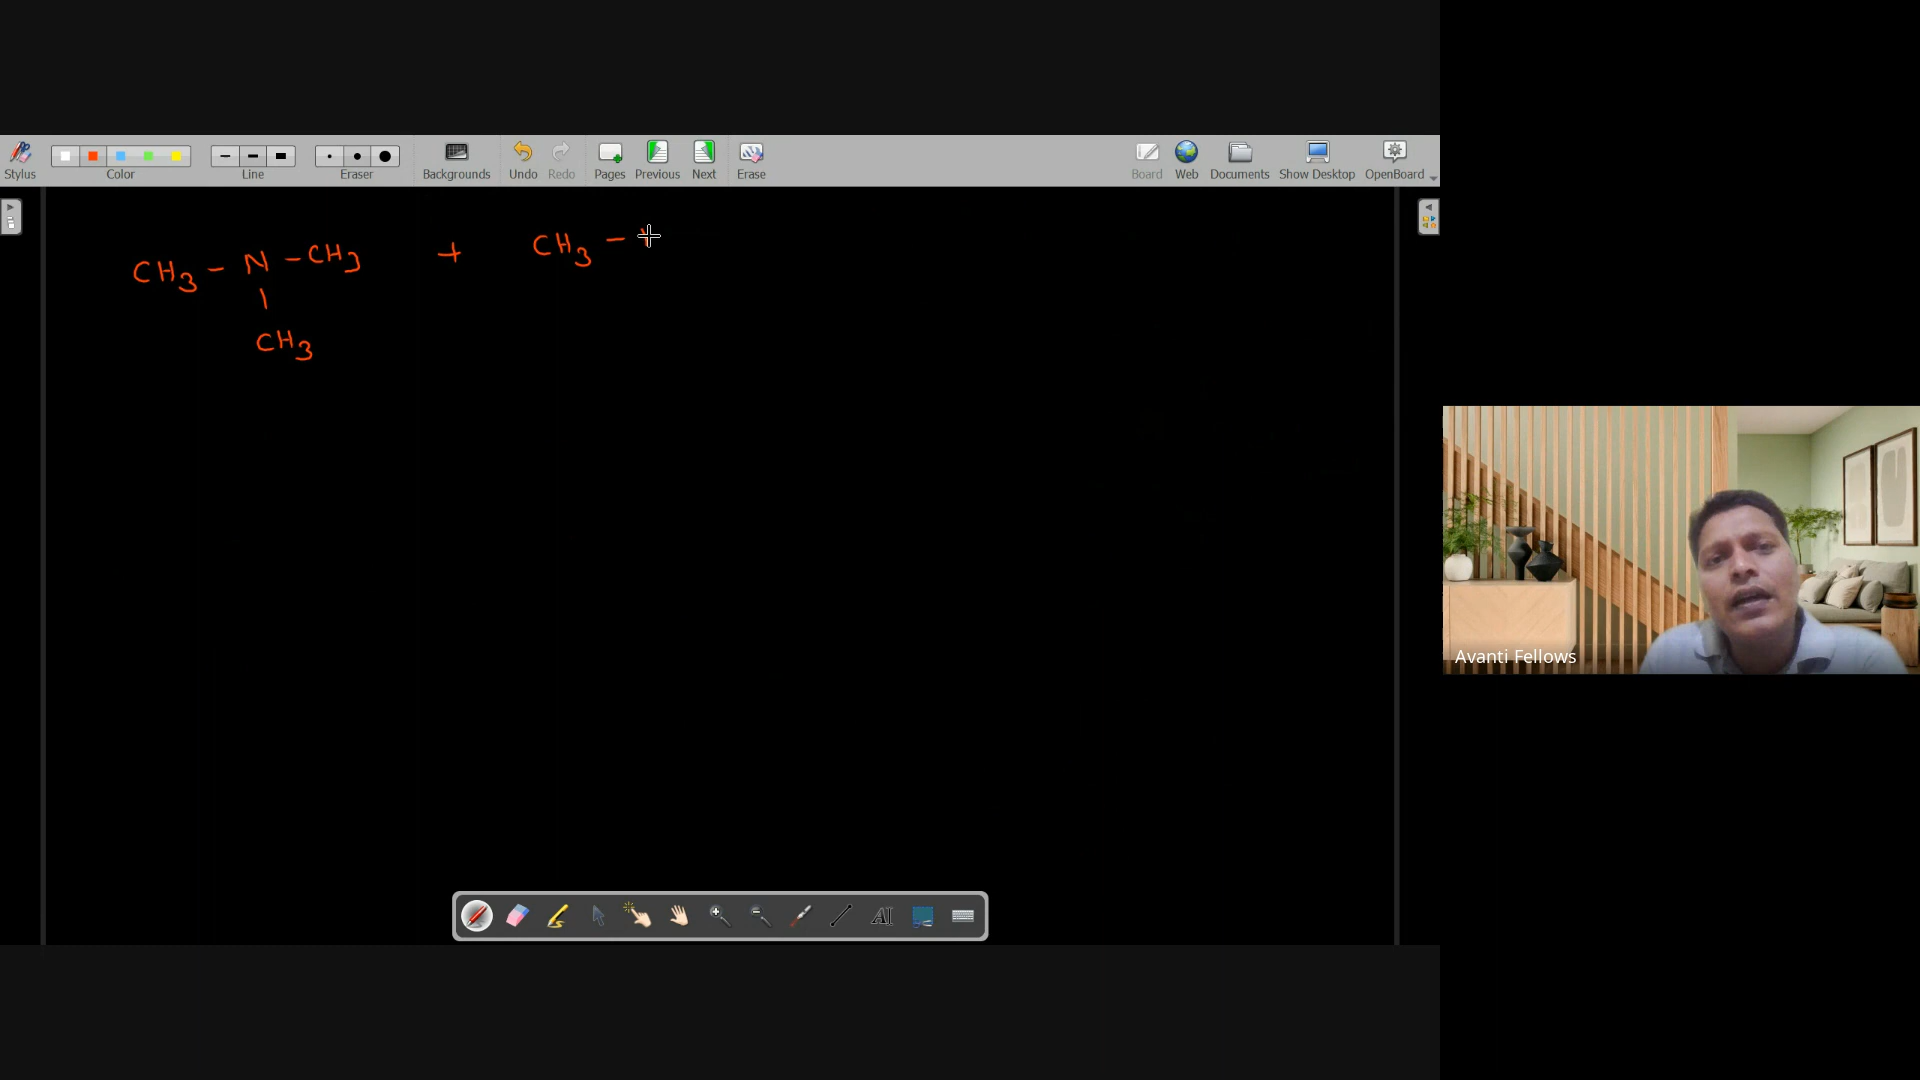 Stylus Color Line Eraser Backgrounds Undo Redo Pages Previous Next Erase Board Web Documents Show Desktop OpenBoard
CH3 - N - CH3 + CH3 -
CH3
Avanti Fellows